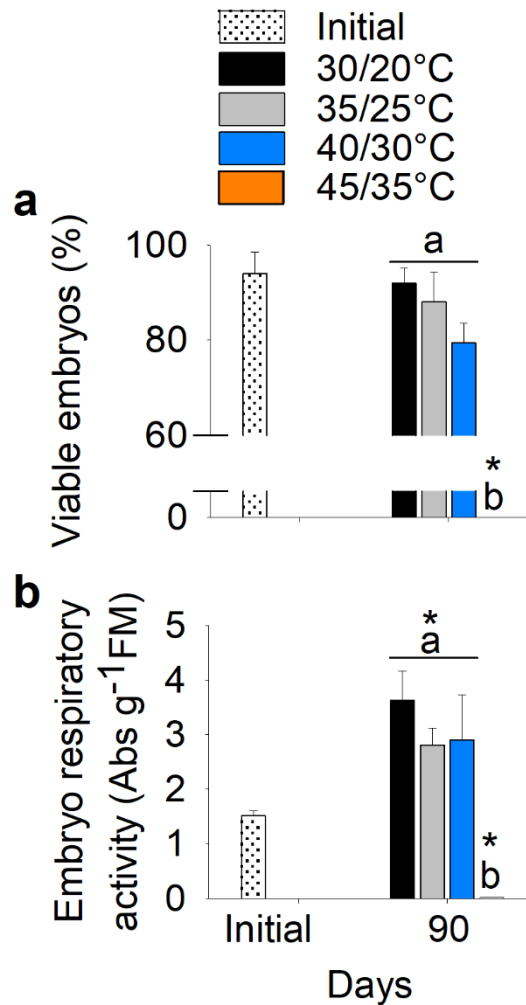 Initial
30/20°C
35/25°C
40/30°C
45/35°C
a
Viable embryos (%)
100
80
60
0
a
*
b
b
Embryo respiratory
activity (Abs g⁻¹FM)
5
4
3
2
1
0
*
a
*
b
Initial
90
Days